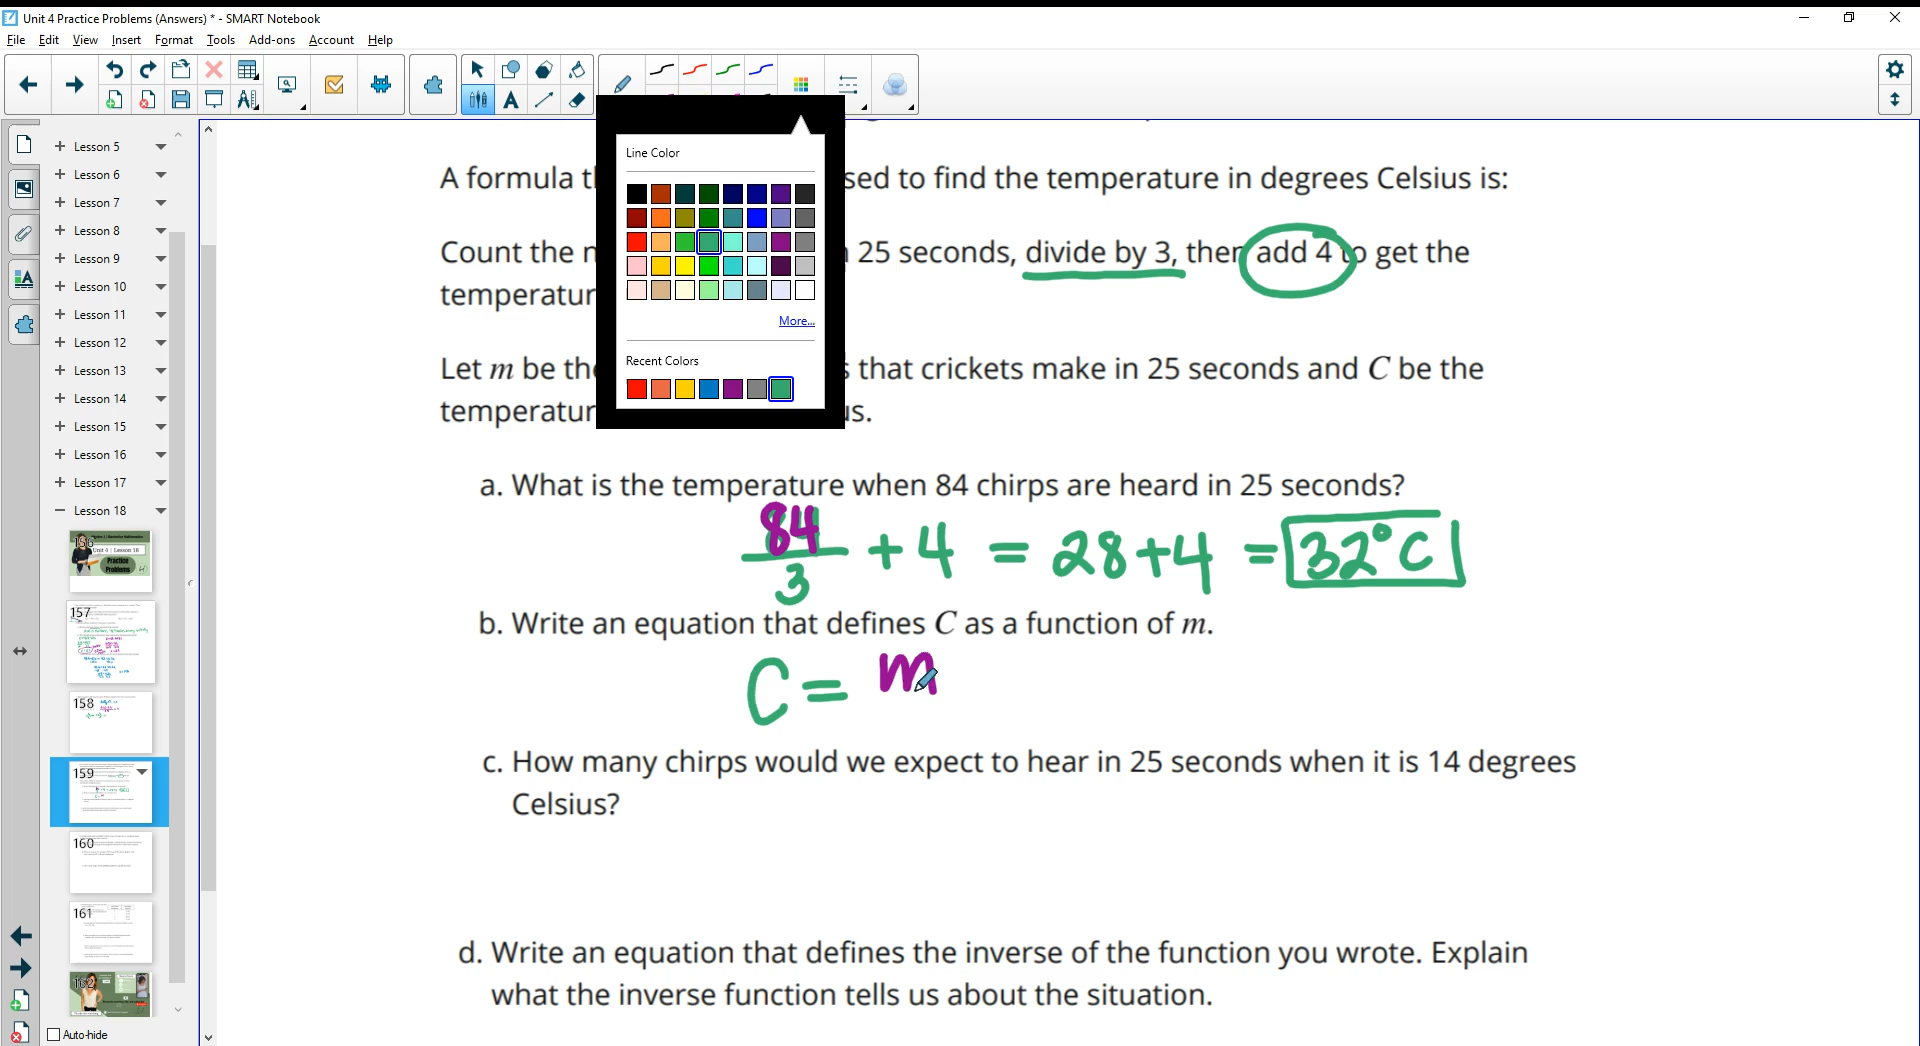 Unit 4 Practice Problems (Answers) * - SMART Notebook
File Edit View Insert Format Tools Add-ons Account Help
Lesson 5
Lesson 6
Lesson 7
Lesson 8
Lesson 9
Lesson 10
Lesson 11
Lesson 12
Lesson 13
Lesson 14
Lesson 15
Lesson 16
Lesson 17
Lesson 18
156
Unit 4 | Lesson 18
Practice
Problems
157
158
159
160
161
162
Auto-hide
Line Color
More...
Recent Colors
A formula t sed to find the temperature in degrees Celsius is:
Count the n 25 seconds, divide by 3, then add 4 to get the
temperatur
Let m be the s that crickets make in 25 seconds and C be the
temperatur us.
a. What is the temperature when 84 chirps are heard in 25 seconds?
84/3 + 4 = 28+4 = 32°C
b. Write an equation that defines C as a function of m.
C = m
c. How many chirps would we expect to hear in 25 seconds when it is 14 degrees
Celsius?
d. Write an equation that defines the inverse of the function you wrote. Explain
what the inverse function tells us about the situation.